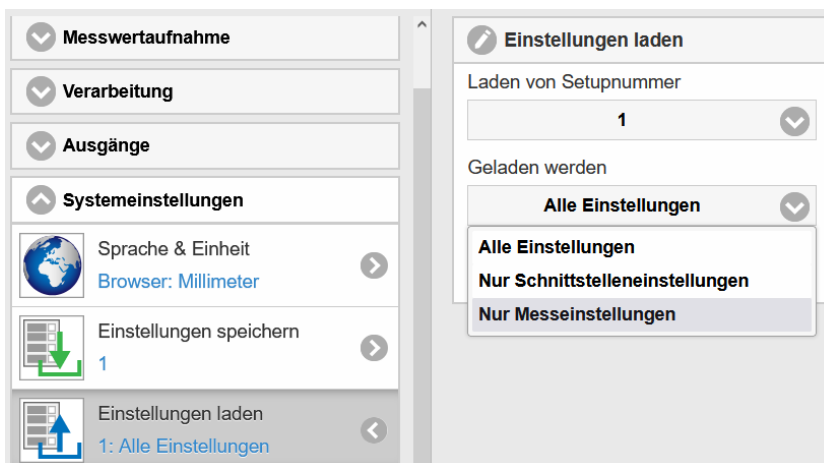 Messwertaufnahme
Verarbeitung
Ausgänge
Systemeinstellungen
Sprache & Einheit
Browser: Millimeter
Einstellungen speichern
1
Einstellungen laden
1: Alle Einstellungen
Einstellungen laden
Laden von Setupnummer
1
Geladen werden
Alle Einstellungen
Alle Einstellungen
Nur Schnittstelleneinstellungen
Nur Messeinstellungen